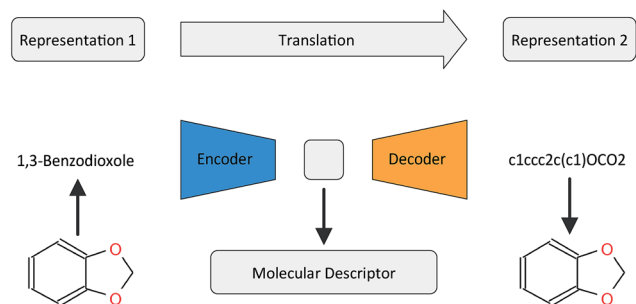 Representation 1
Translation
Representation 2
1,3-Benzodioxole
Encoder
Decoder
c1ccc2c(c1)OCO2
O
O
Molecular Descriptor
O
O